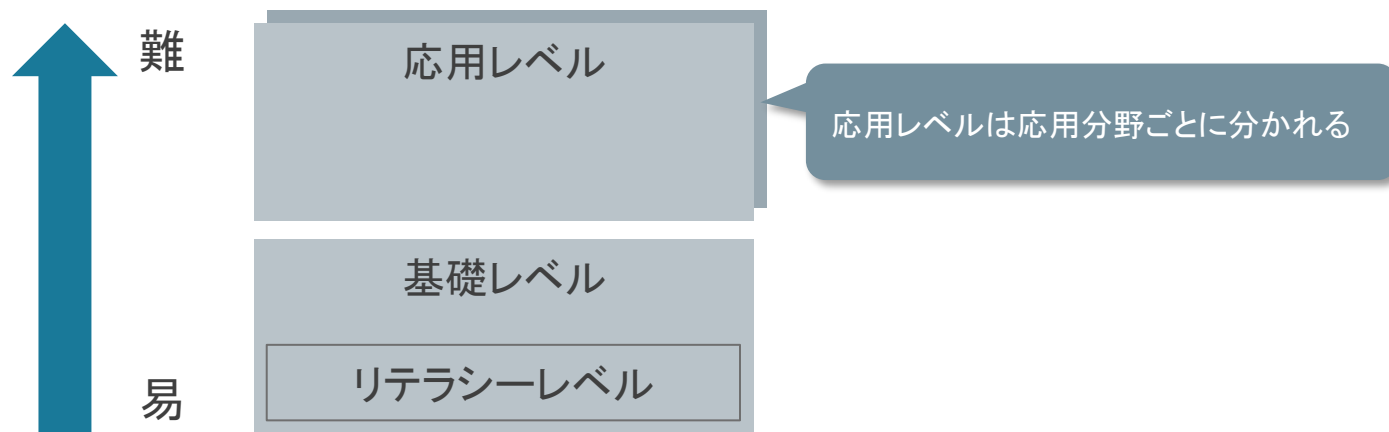 難
応用レベル
応用レベルは応用分野ごとに分かれる
基礎レベル
リテラシーレベル
易